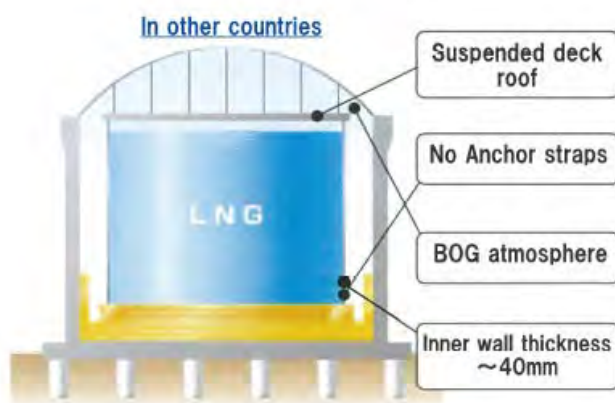 In other countries
Suspended deck
roof
No Anchor straps
LNG
BOG atmosphere
Inner wall thickness
～40mm